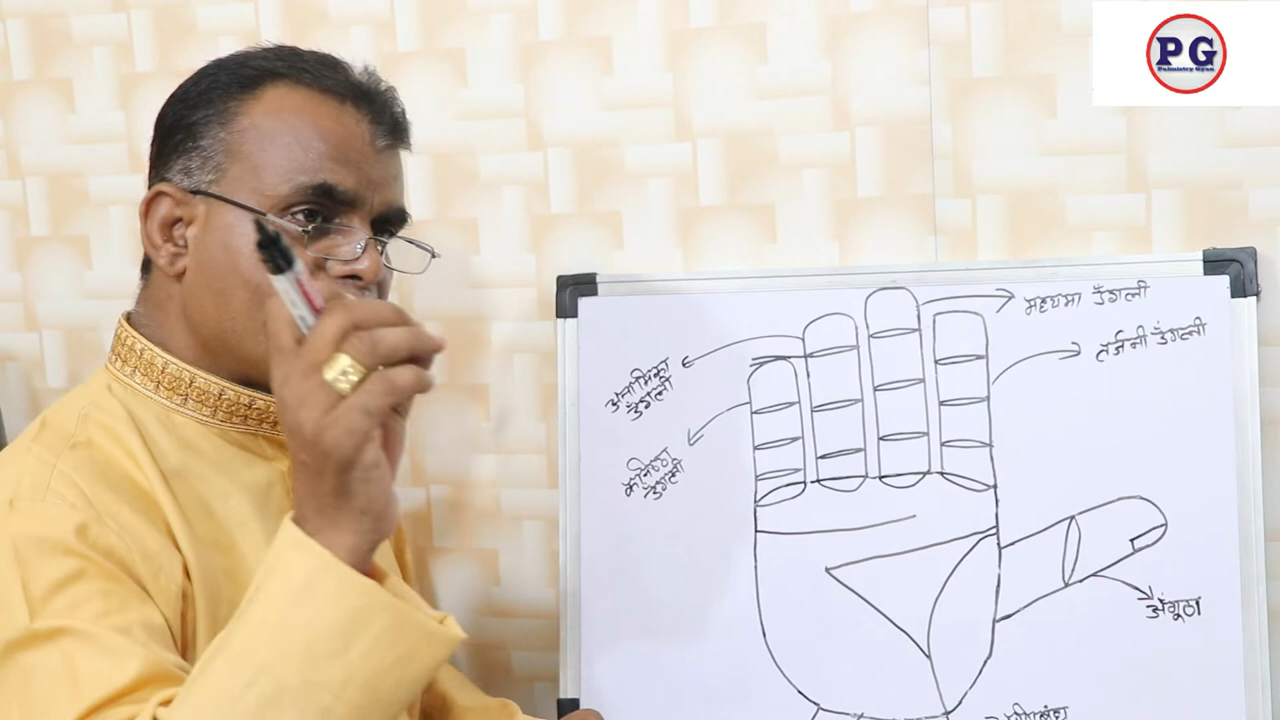 PG
Palmistry Gyan
मध्यमा उँगली
तर्जनी उँगली
अनामिका
उँगली
कनिष्ठा
उँगली
अँगूठा